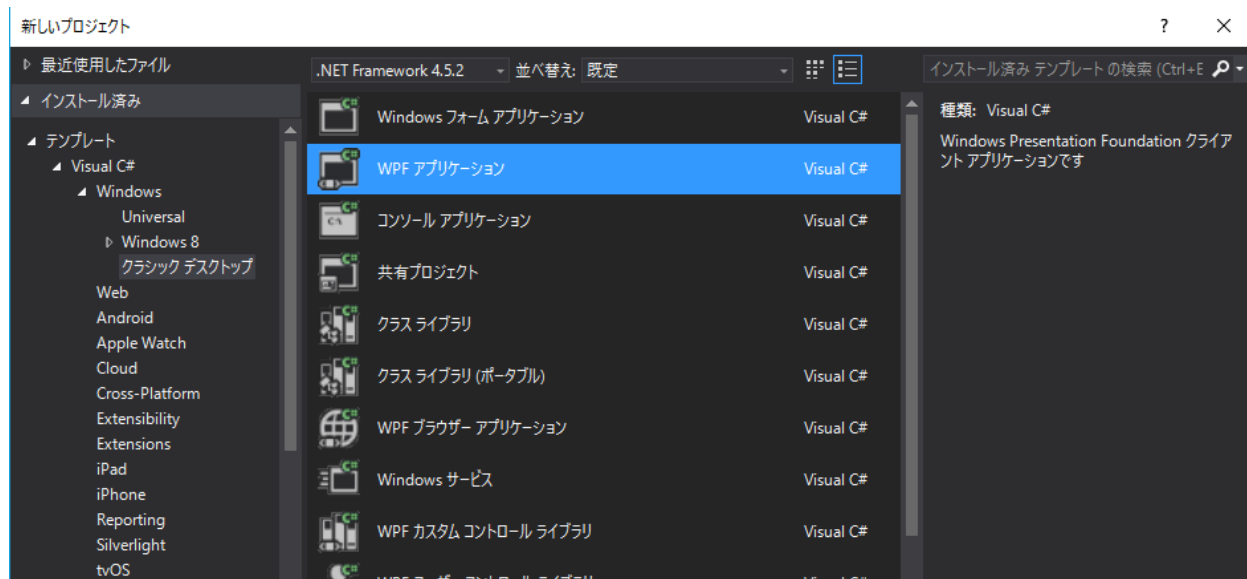 新しいプロジェクト
?
最近使用したファイル
.NET Framework 4.5.2
並べ替え: 既定
インストール済み テンプレート の検索 (Ctrl+E
インストール済み
テンプレート
Visual C#
Windows
Universal
Windows 8
クラシック デスクトップ
Web
Android
Apple Watch
Cloud
Cross-Platform
Extensibility
Extensions
iPad
iPhone
Reporting
Silverlight
tvOS
Windows フォーム アプリケーション Visual C#
WPF アプリケーション Visual C#
コンソール アプリケーション Visual C#
共有プロジェクト Visual C#
クラス ライブラリ Visual C#
クラス ライブラリ (ポータブル) Visual C#
WPF ブラウザー アプリケーション Visual C#
Windows サービス Visual C#
WPF カスタム コントロール ライブラリ Visual C#
種類: Visual C#
Windows Presentation Foundation クライア
ント アプリケーションです